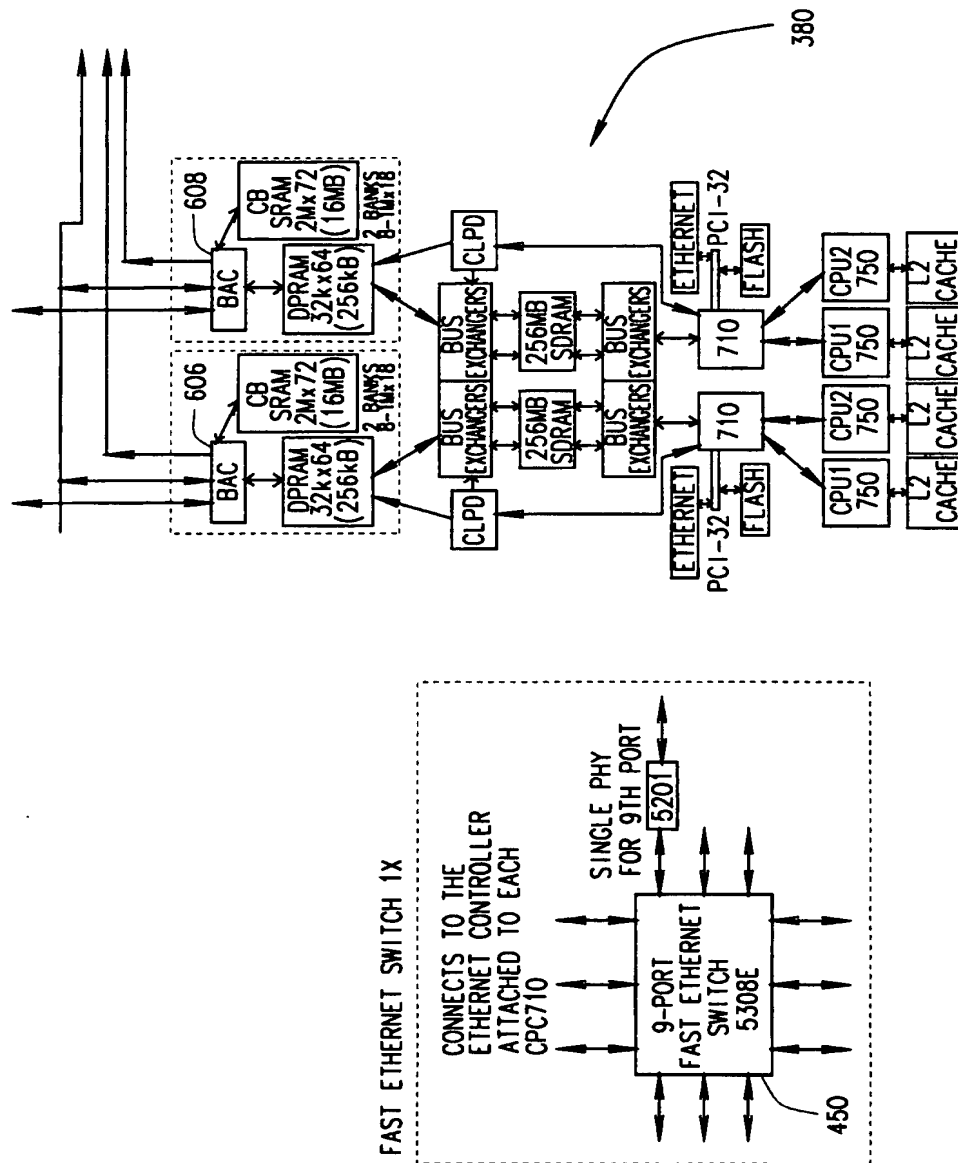 FAST ETHERNET SWITCH 1X
CONNECTS TO THE
ETHERNET CONTROLLER
ATTACHED TO EACH
CPC710
SINGLE PHY
FOR 9TH PORT
5201
9-PORT
FAST ETHERNET
SWITCH
5308E
450
606
BAC
CB
SRAM
2Mx72
(16MB)
2 BANKS
8-1Mx18
DPRAM
32kx64
(256kB)
608
BAC
CB
SRAM
2Mx72
(16MB)
2 BANKS
8-1Mx18
DPRAM
32kx64
(256kB)
CLPD
BUS
EXCHANGERS
BUS
EXCHANGERS
CLPD
256MB
SDRAM
256MB
SDRAM
BUS
EXCHANGERS
BUS
EXCHANGERS
ETHERNET
PCI-32
FLASH
710
710
ETHERNET
PCI-32
FLASH
CPU1
750
CPU2
750
CPU1
750
CPU2
750
L2
CACHE
L2
CACHE
L2
CACHE
L2
CACHE
380